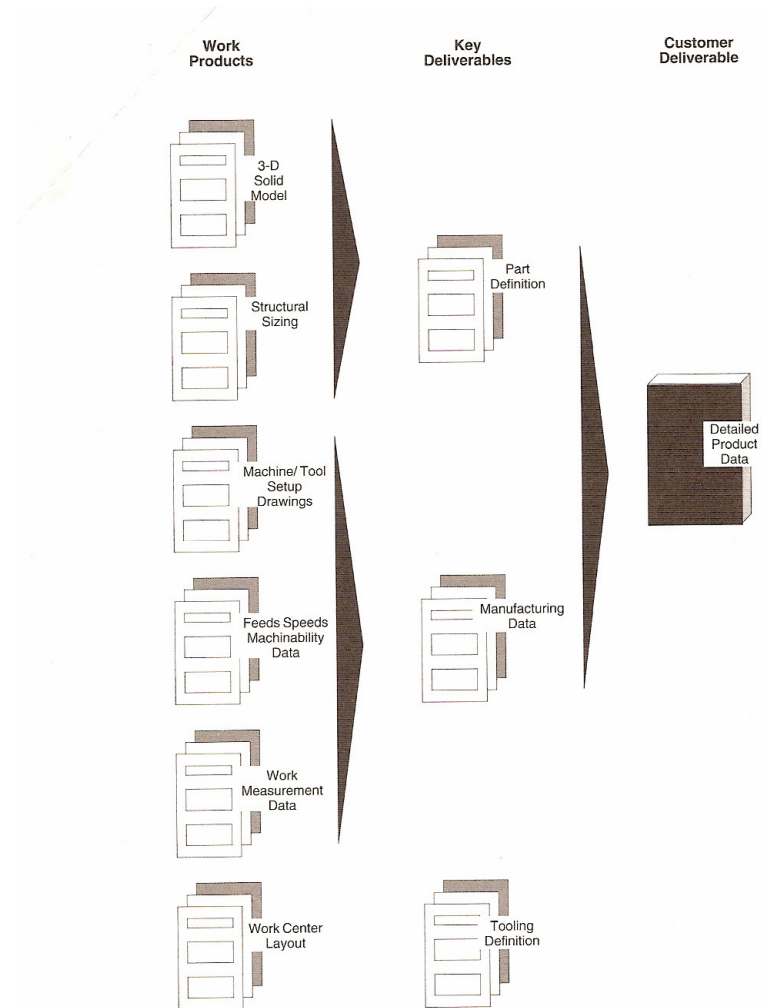 Work
Products
Key
Deliverables
Customer
Deliverable
3-D
Solid
Model
Part
Definition
Structural
Sizing
Detailed
Product
Data
Machine/ Tool
Setup
Drawings
Feeds Speeds
Machinability
Data
Manufacturing
Data
Work
Measurement
Data
Work Center
Layout
Tooling
Definition